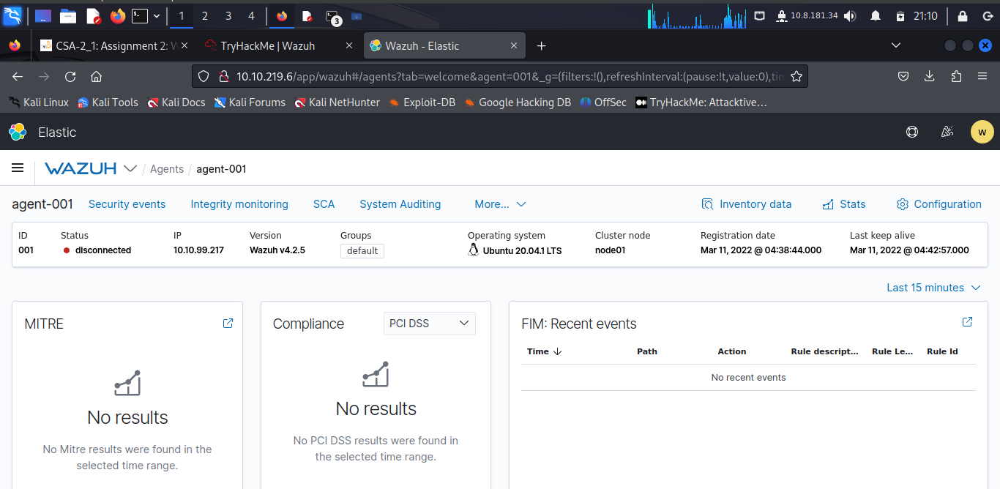 1 2 3 4 3 10.8.181.34 21:10
CSA-2_1: Assignment 2: W TryHackMe | Wazuh Wazuh - Elastic
10.10.219.6/app/wazuh#/agents?tab=welcome&agent=001&_g=(filters:!(),refreshInterval:(pause:!t,value:0),tim
Kali Linux Kali Tools Kali Docs Kali Forums Kali NetHunter Exploit-DB Google Hacking DB OffSec TryHackMe: Attacktive…
Elastic W
WAZUH / Agents / agent-001
agent-001 Security events Integrity monitoring SCA System Auditing More... Inventory data Stats Configuration
ID Status IP Version Groups Operating system Cluster node Registration date Last keep alive
001 disconnected 10.10.99.217 Wazuh v4.2.5 default Ubuntu 20.04.1 LTS node01 Mar 11, 2022 @ 04:38:44.000 Mar 11, 2022 @ 04:42:57.000
Last 15 minutes
MITRE
No results
No Mitre results were found in the
selected time range.
Compliance PCI DSS
No results
No PCI DSS results were found in
the selected time range.
FIM: Recent events
Time Path Action Rule descript... Rule Le... Rule Id
No recent events